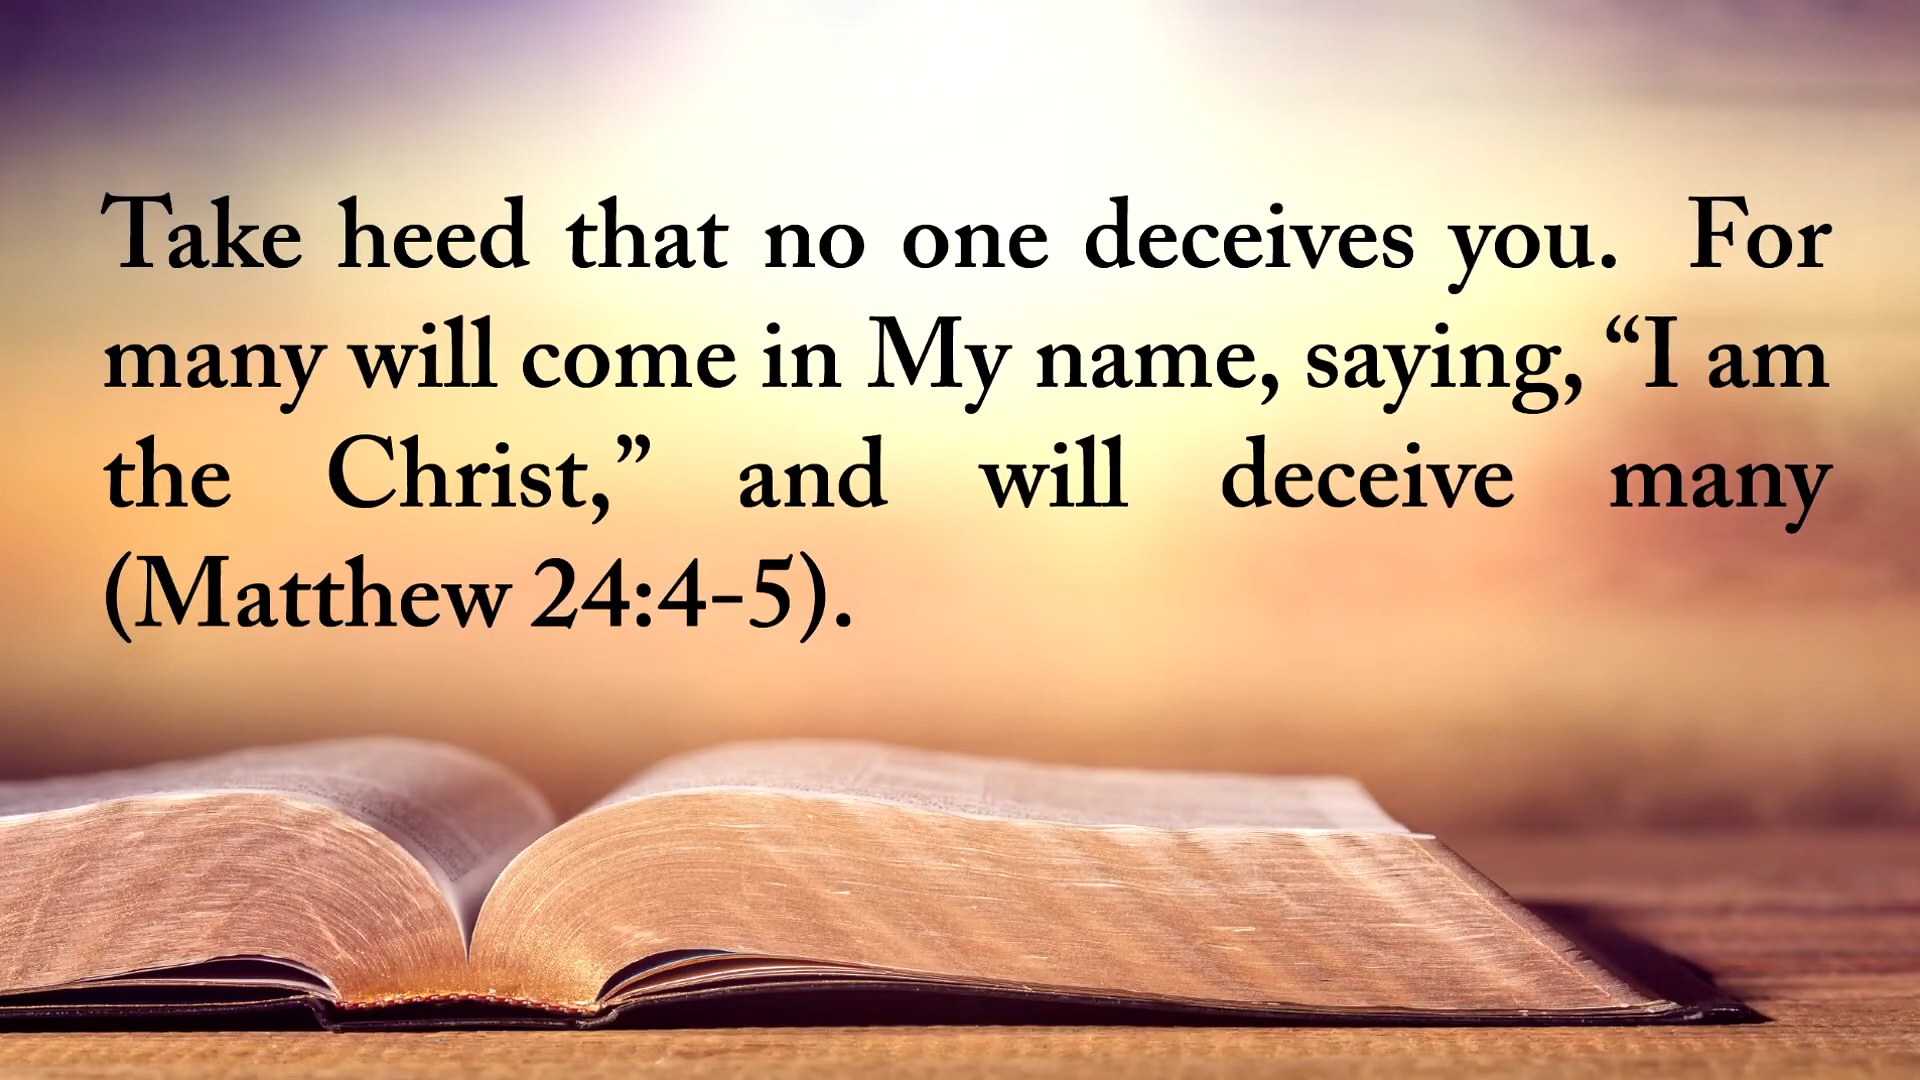 Take heed that no one deceives you.  For
many will come in My name, saying, “I am
the Christ,” and will deceive many
(Matthew 24:4-5).